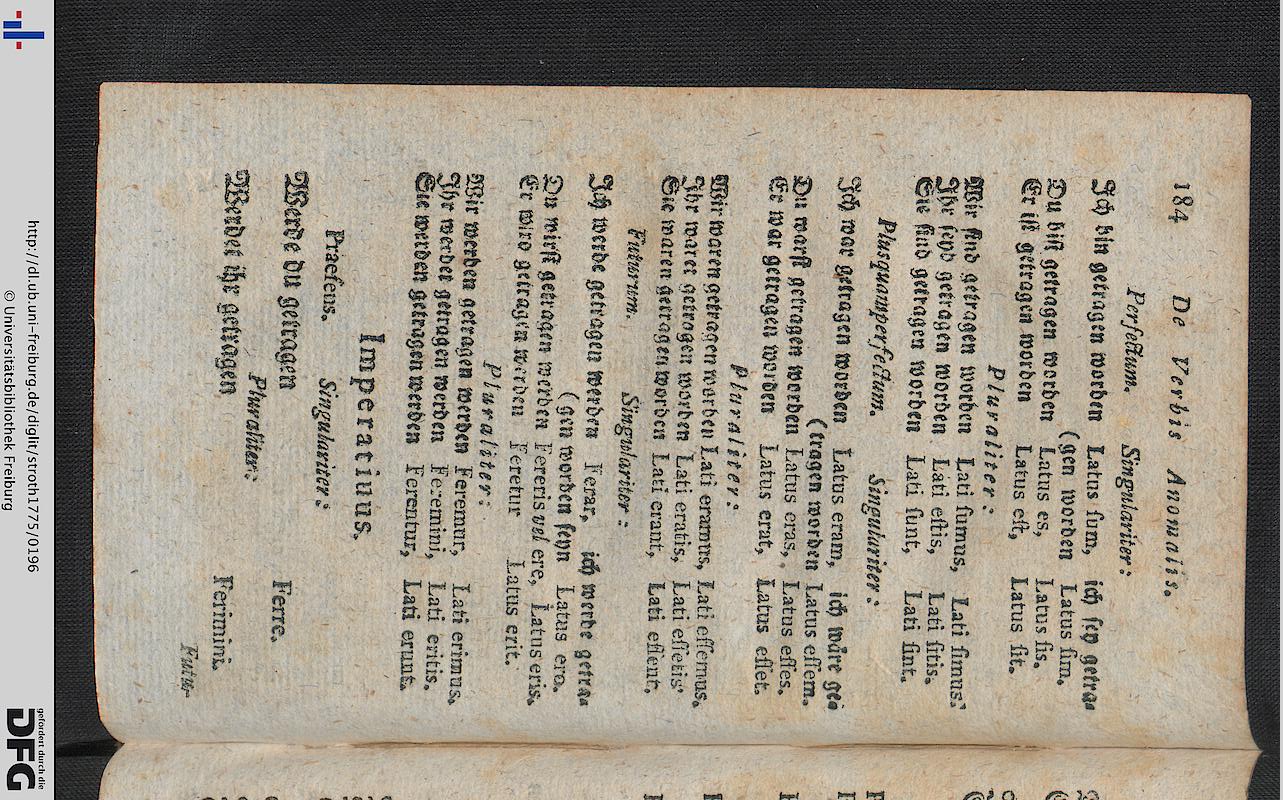 184 De Verbis Anomalis.
Perfectum. Singulariter:
Ich bin getragen worden Latus ſum, ich ſey getra⸗
(gen worden Latus ſim.
Du biſt getragen worden Latus es, Latus ſis.
Er iſt getragen worden Latus eſt, Latus ſit.
Pluraliter:
Wir ſind getragen worden Lati ſumus, Lati ſimus.
Ihr ſeyd getragen worden Lati eſtis, Lati ſitis.
Sie ſind getragen worden Lati ſunt, Lati ſint.
Plusquamperfectum. Singulariter:
Ich war getragen worden Latus eram, ich wäre ge⸗
(tragen worden Latus eſſem.
Du warſt getragen worden Latus eras, Latus eſſes.
Er war getragen worden Latus erat, Latus eſſet.
Pluraliter:
Wir waren getragen worden Lati eramus, Lati eſſemus.
Ihr waret getragen worden Lati eratis, Lati eſſetis
Sie waren getragen worden Lati erant, Lati eſſent.
Futurum. Singulariter:
Ich werde getragen werden Ferar, ich werde getra⸗
(gen worden ſeyn Latus ero.
Du wirſt getragen werden Fereris vel ere, Latus eris.
Er wird getragen werden Feretur Latus erit.
Pluraliter:
Wir werden getragen werden Feremur, Lati erimus.
Ihr werdet getragen werden Feremini, Lati eritis.
Sie werden getragen werden Ferentur, Lati erunt.
Imperatiuus.
Praeſens. Singulariter:
Werde du getragen Ferre.
Pluraliter:
Werdet ihr getragen Ferimini.
Futur
http://dl.ub.uni-freiburg.de/diglit/stroth1775/0196
© Universitätsbibliothek Freiburg
gefördert durch die
DFG